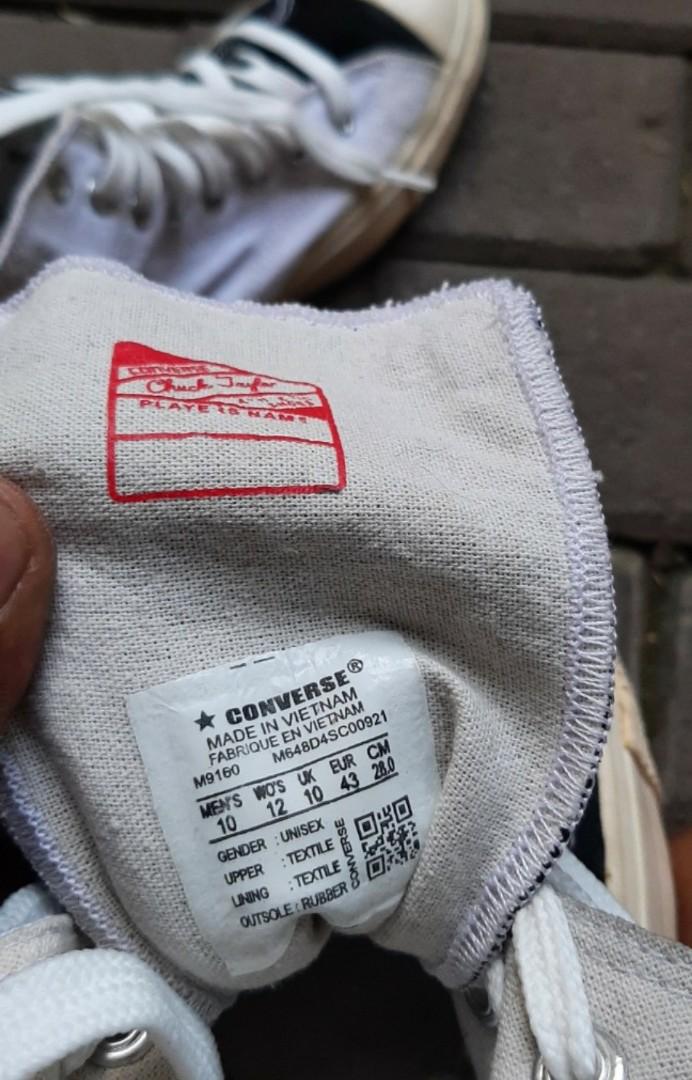 CONVERSE
Chuck Taylor
PLAYERS NAME
★ CONVERSE®
MADE IN VIETNAM
FABRIQUE EN VIETNAM
M9160 M648D4SC00921
MEN'S WO'S UK EUR CM
10 12 10 43 28.0
GENDER : UNISEX
UPPER : TEXTILE
LINING : TEXTILE
OUTSOLE : RUBBER
CONVERSE